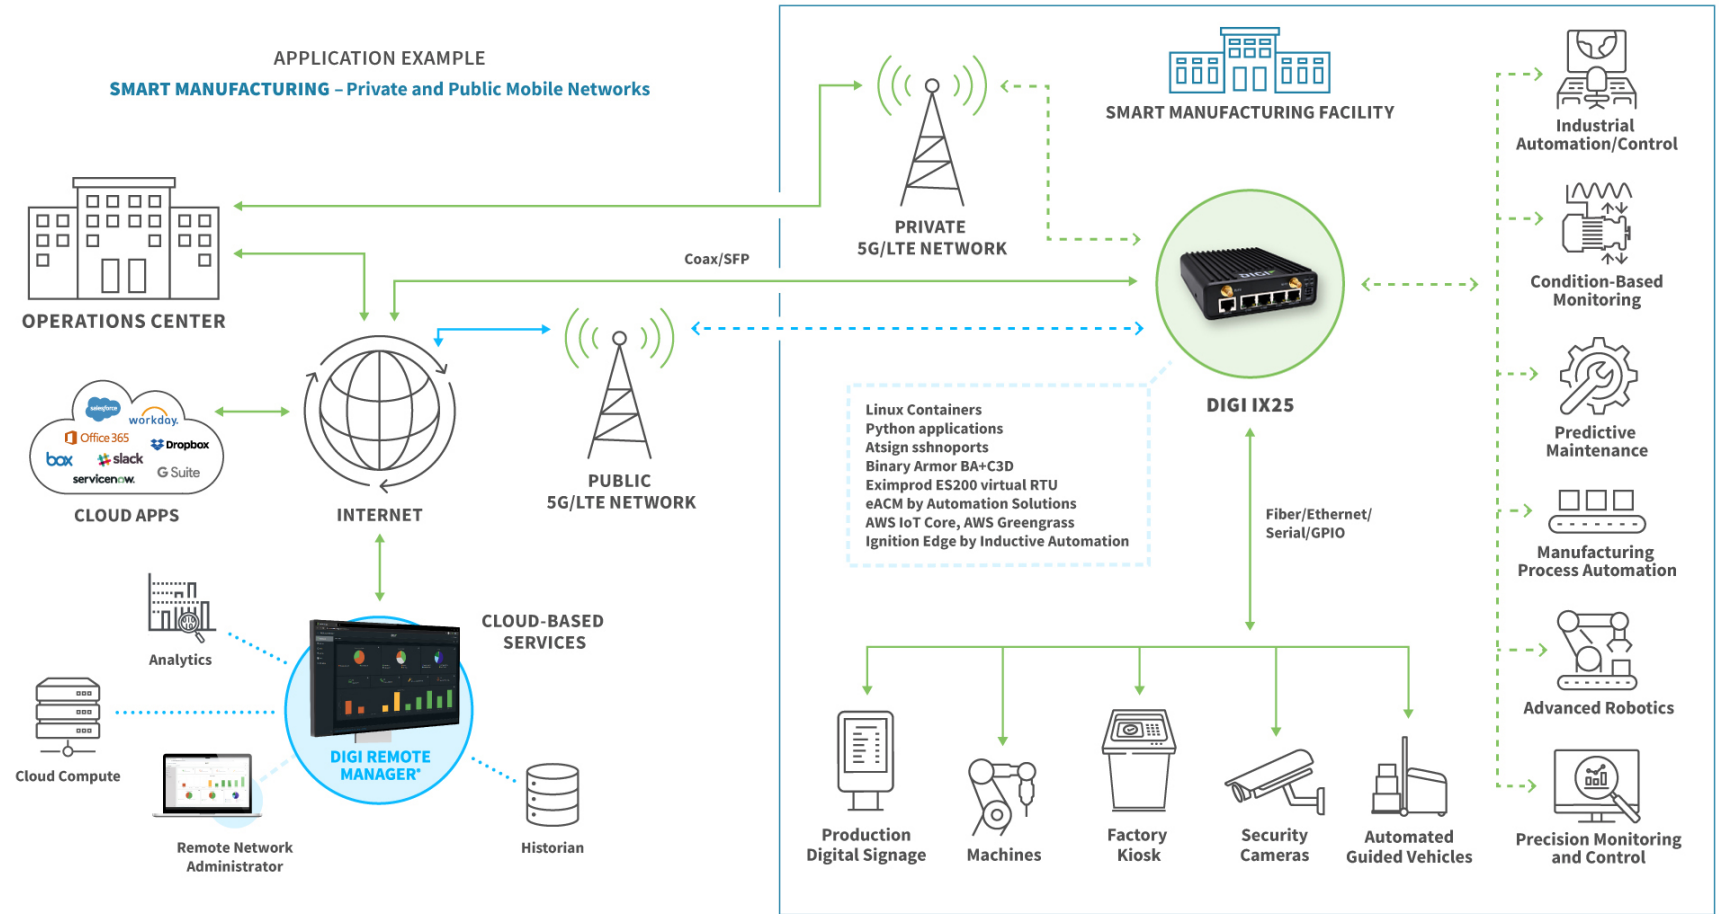 APPLICATION EXAMPLE
SMART MANUFACTURING – Private and Public Mobile Networks
SMART MANUFACTURING FACILITY
Industrial
Automation/Control
PRIVATE
5G/LTE NETWORK
Coax/SFP
OPERATIONS CENTER
DIGI
Condition-Based
Monitoring
DIGI IX25
salesforce
workday.
Office 365
Dropbox
box
slack
G Suite
servicenow.
CLOUD APPS
INTERNET
PUBLIC
5G/LTE NETWORK
Linux Containers
Python applications
Atsign sshnoports
Binary Armor BA+C3D
Eximprod ES200 virtual RTU
eACM by Automation Solutions
AWS IoT Core, AWS Greengrass
Ignition Edge by Inductive Automation
Fiber/Ethernet/
Serial/GPIO
Predictive
Maintenance
Manufacturing
Process Automation
Advanced Robotics
Precision Monitoring
and Control
CLOUD-BASED
SERVICES
Analytics
Cloud Compute
DIGI REMOTE
MANAGER®
Remote Network
Administrator
Historian
Production
Digital Signage
Machines
Factory
Kiosk
Security
Cameras
Automated
Guided Vehicles